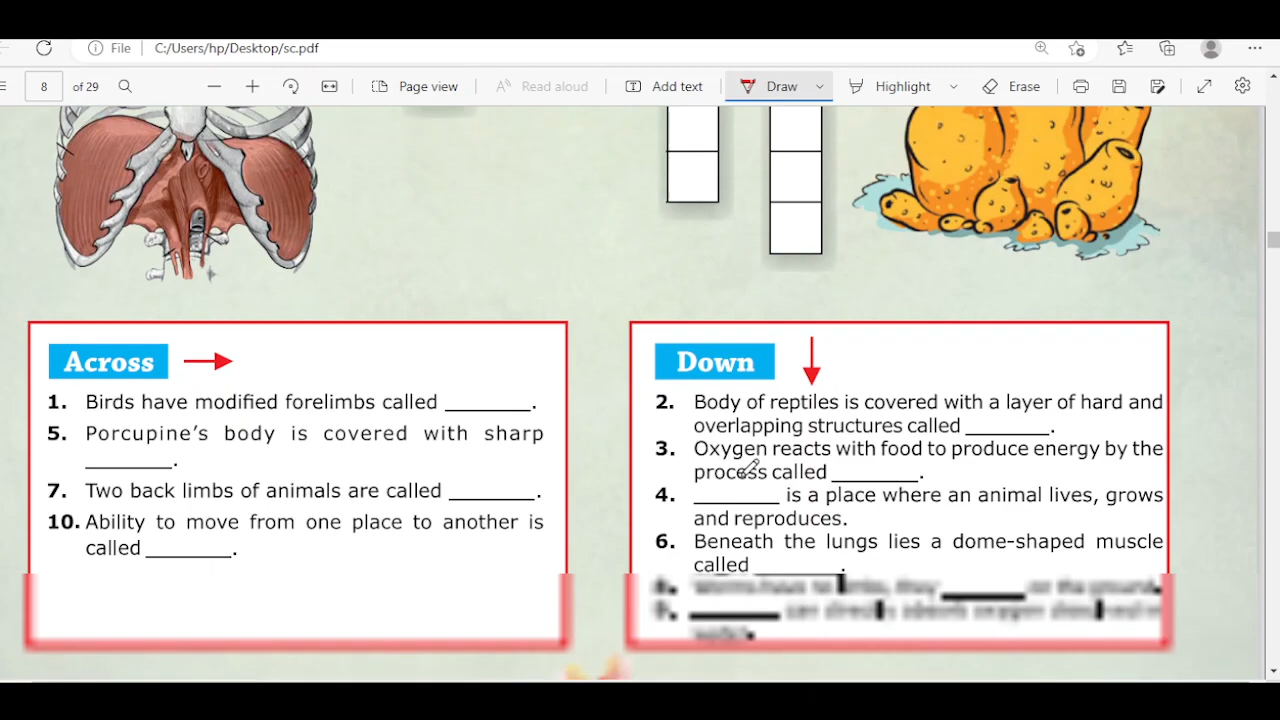 File C:/Users/hp/Desktop/sc.pdf
8 of 29 Page view Read aloud Add text Draw Highlight Erase
Across
1. Birds have modified forelimbs called ________.
5. Porcupine’s body is covered with sharp
________.
7. Two back limbs of animals are called ________.
10. Ability to move from one place to another is
called ________.
Down
2. Body of reptiles is covered with a layer of hard and
overlapping structures called ________.
3. Oxygen reacts with food to produce energy by the
process called ________.
4. ________ is a place where an animal lives, grows
and reproduces.
6. Beneath the lungs lies a dome-shaped muscle
called ________.